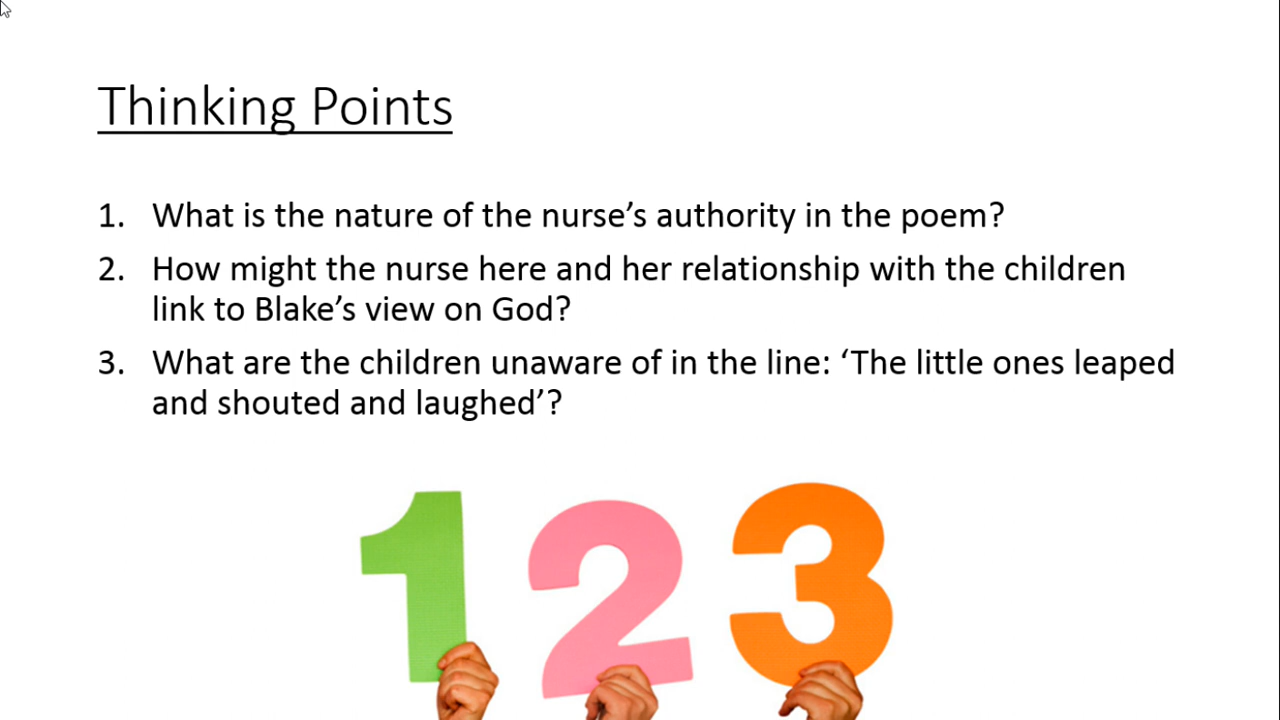 Thinking Points
1. What is the nature of the nurse’s authority in the poem?
2. How might the nurse here and her relationship with the children
link to Blake’s view on God?
3. What are the children unaware of in the line: ‘The little ones leaped
and shouted and laughed’?
1 2 3